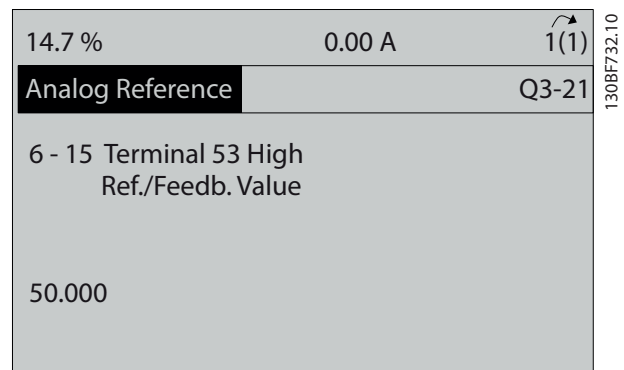 14.7 % 0.00 A 1(1)
Analog Reference Q3-21
6 - 15 Terminal 53 High
Ref./Feedb. Value
50.000
130BF732.10